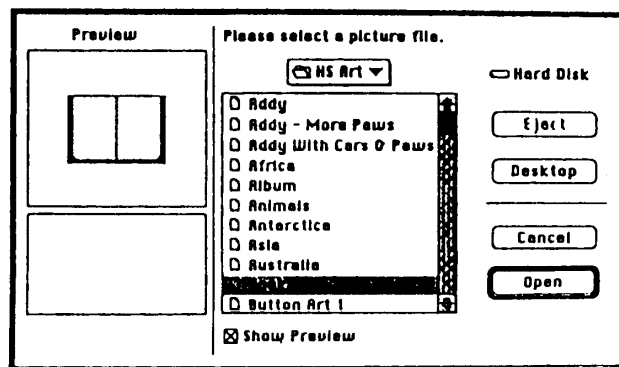 Preview
Please select a picture file.
HS Art
Hard Disk
Addy
Addy - More Paws
Addy With Cars & Paws
Africa
Album
Animals
Antarctica
Asia
Australia
Button Art 1
Eject
Desktop
Cancel
Open
Show Preview